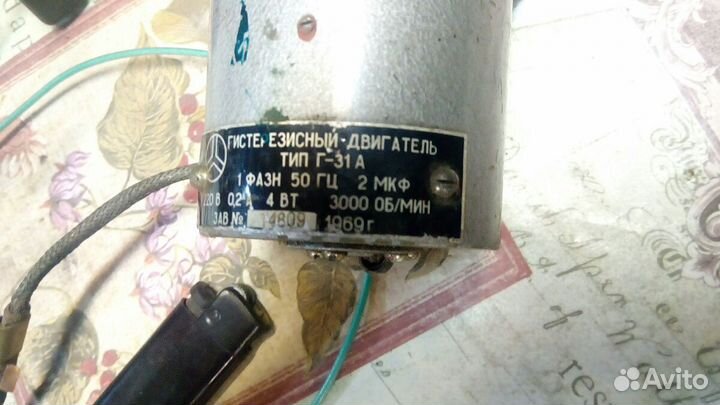 ГИСТЕРЕЗИСНЫЙ-ДВИГАТЕЛЬ
ТИП Г-31А
1 ФАЗН 50 ГЦ 2 МКФ
220 В 0,2 А 4 ВТ 3000 ОБ/МИН
ЗАВ № 14809 1969 г
Avito